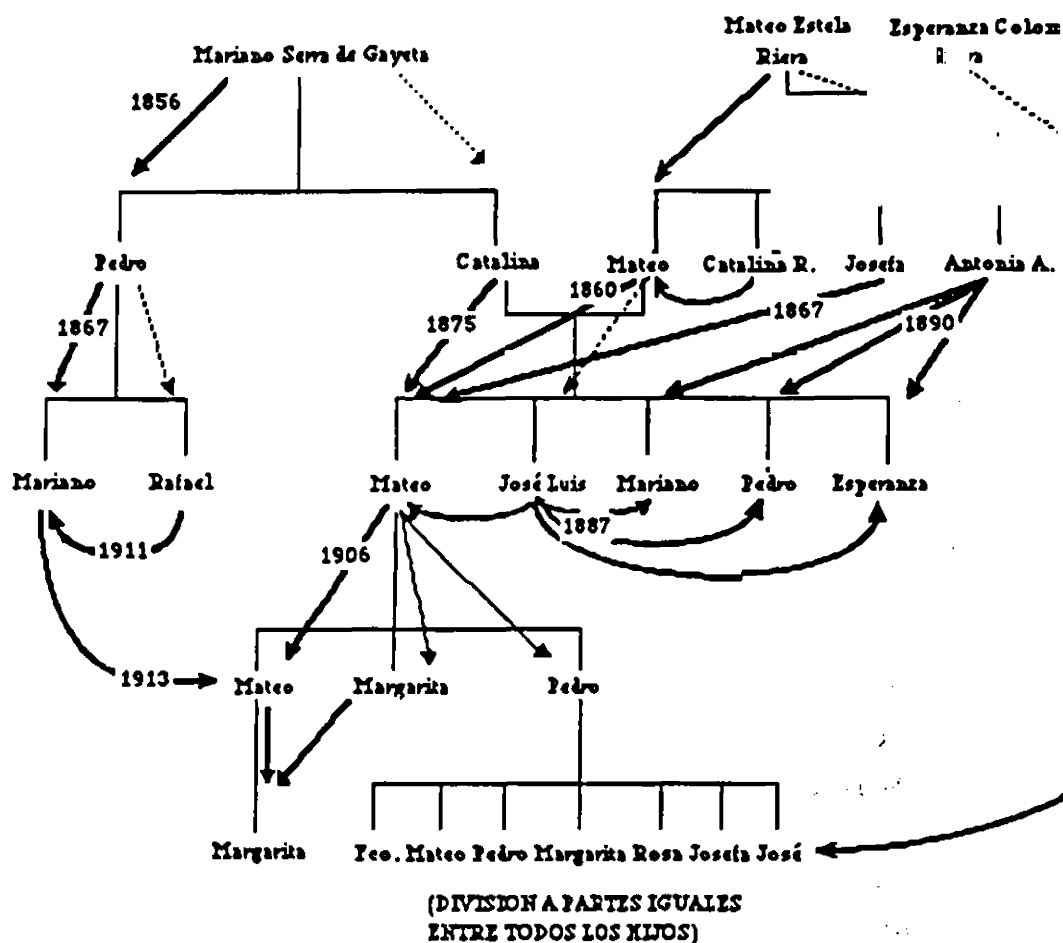 Mateo Estela
Riera
Esperanza Colom
Mariano Serra de Gayeta
1856
Pedro
Catalina
Mateo
Catalina R.
Josefa
Antonia A.
1867
1875
1860
1867
1890
Mariano
Rafael
Mateo
José Luis
Mariano
Pedro
Esperanza
1911
1906
1887
1913
Mateo
Margarita
Pedro
Margarita
Fco. Mateo Pedro Margarita Rosa Josefa José
(DIVISION A PARTES IGUALES
ENTRE TODOS LOS HIJOS)